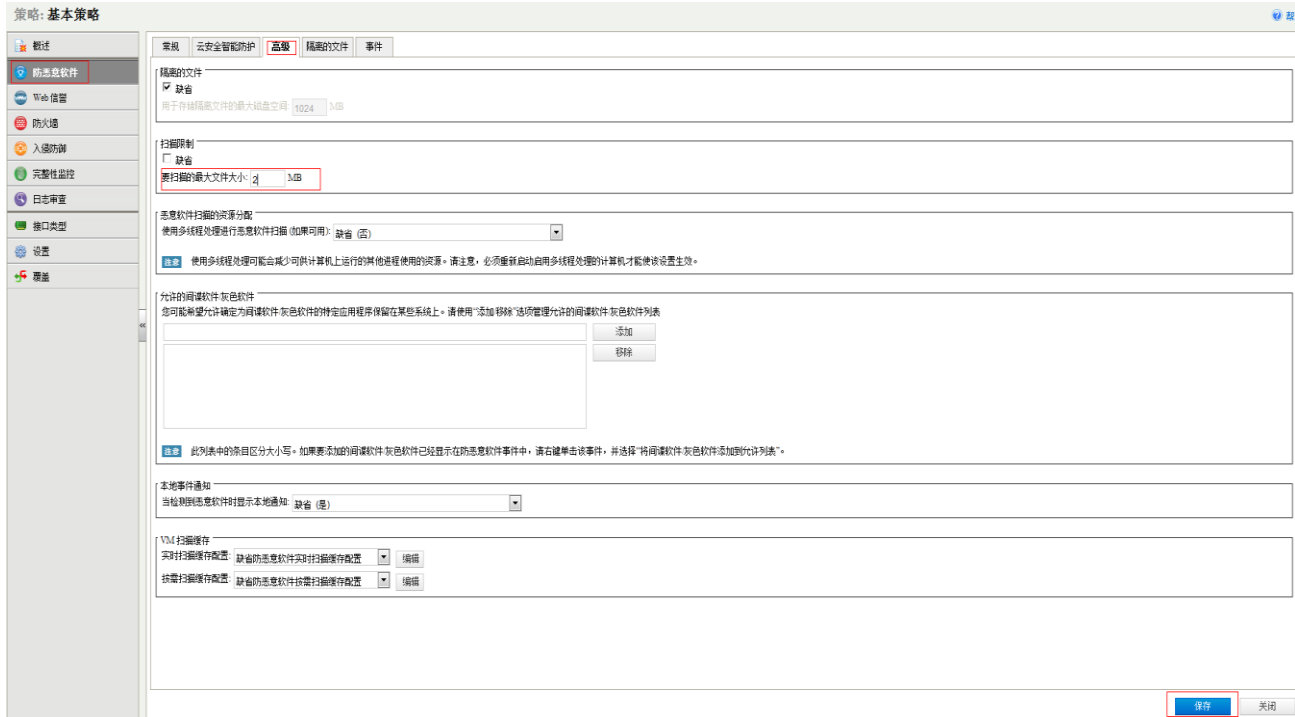 策略: 基本策略
帮
概述
防恶意软件
Web 信誉
防火墙
入侵防御
完整性监控
日志审查
接口类型
设置
覆盖
«
常规 云安全智能防护 高级 隔离的文件 事件
隔离的文件
缺省
用于存储隔离文件的最大磁盘空间: 1024 MB
扫描限制
缺省
要扫描的最大文件大小: 2 MB
恶意软件扫描的资源分配
使用多线程处理进行恶意软件扫描(如果可用): 缺省 (否)
注意 使用多线程处理可能会减少可供计算机上运行的其他进程使用的资源。请注意，必须重新启动启用多线程处理的计算机才能使该设置生效。
允许的间谍软件/灰色软件
您可能希望允许确定为间谍软件/灰色软件的特定应用程序保留在某些系统上。请使用“添加/移除”选项管理允许的间谍软件/灰色软件列表
添加
移除
注意 此列表中的条目区分大小写。如果要添加的间谍软件/灰色软件已经显示在防恶意软件事件中，请右键单击该事件，并选择“将间谍软件/灰色软件添加到允许列表”。
本地事件通知
当检测到恶意软件时显示本地通知: 缺省 (是)
VM 扫描缓存
实时扫描缓存配置: 缺省防恶意软件实时扫描缓存配置 编辑
按需扫描缓存配置: 缺省防恶意软件按需扫描缓存配置 编辑
保存 关闭